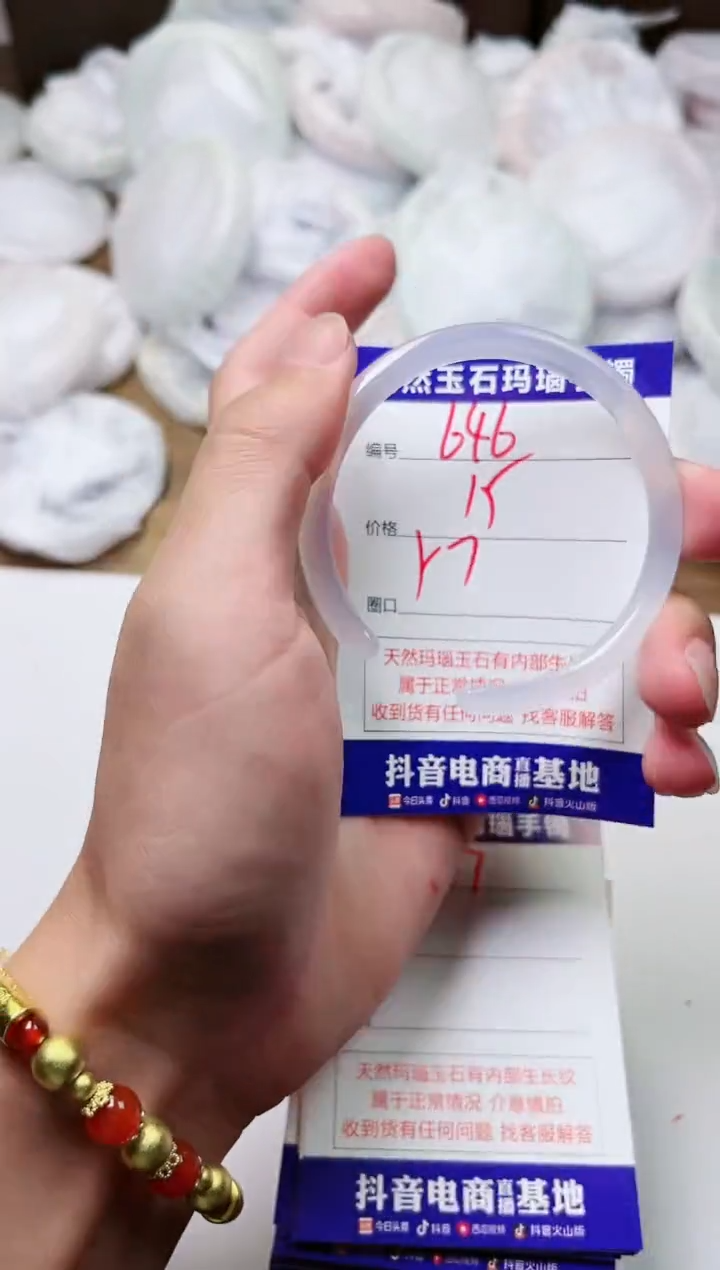 然玉石玛瑙
编号 646
价格 15
圈口 57
天然玛瑙玉石有内部生
属于正常
收到货有任何问题 找客服解答
抖音电商直播基地
今日头条 抖音 西瓜视频 抖音火山版
瑙手镯
7
天然玛瑙玉石有内部生长纹
属于正常情况 介意慎拍
收到货有任何问题 找客服解答
抖音电商直播基地
今日头条 抖音 西瓜视频 抖音火山版